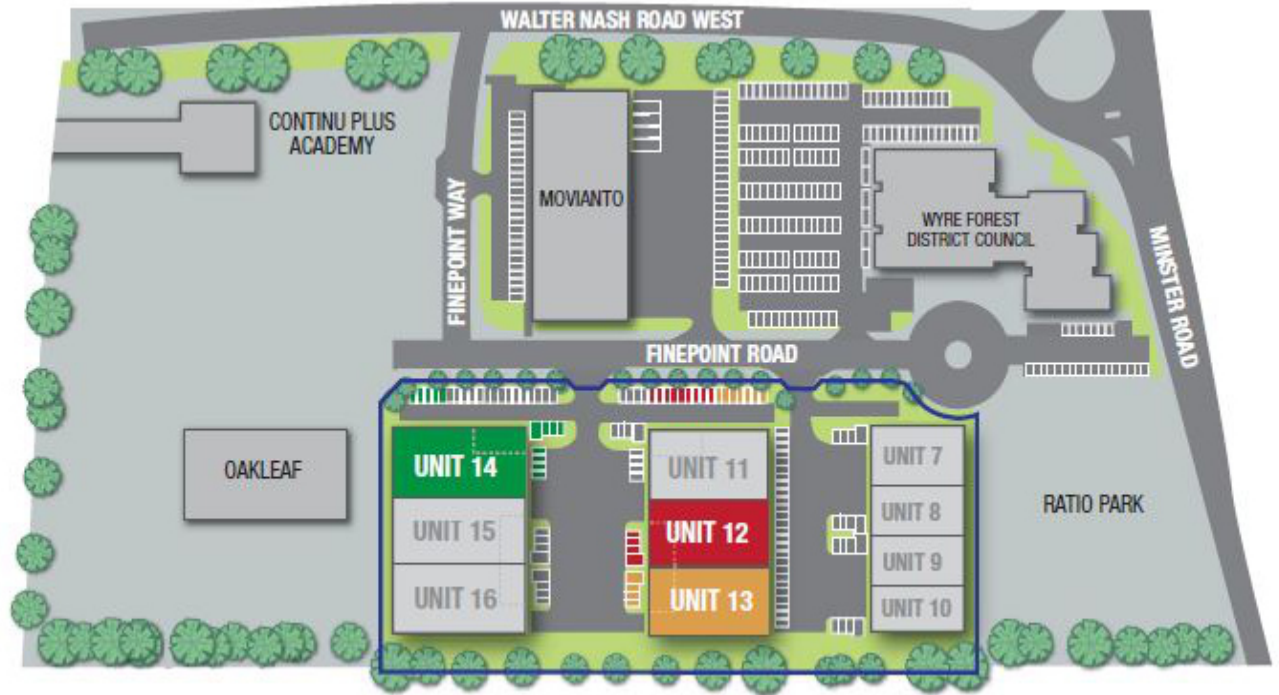 WALTER NASH ROAD WEST
CONTINU PLUS
ACADEMY
MOVIANTO
WYRE FOREST
DISTRICT COUNCIL
FINEPOINT WAY
MINSTER ROAD
FINEPOINT ROAD
OAKLEAF
UNIT 14
UNIT 15
UNIT 16
UNIT 11
UNIT 12
UNIT 13
UNIT 7
UNIT 8
UNIT 9
UNIT 10
RATIO PARK